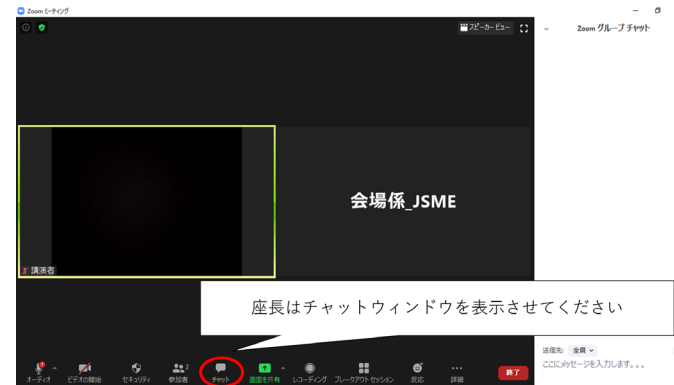 Zoom ミーティング
スピーカービュー
Zoom グループ チャット
会場係_JSME
講演者
座長はチャットウィンドウを表示させてください
送信先: 全員
ここにメッセージを入力します。。。
オーディオ
ビデオの開始
セキュリティ
2
参加者
チャット
画面を共有
レコーディング
ブレークアウト セッション
反応
詳細
終了